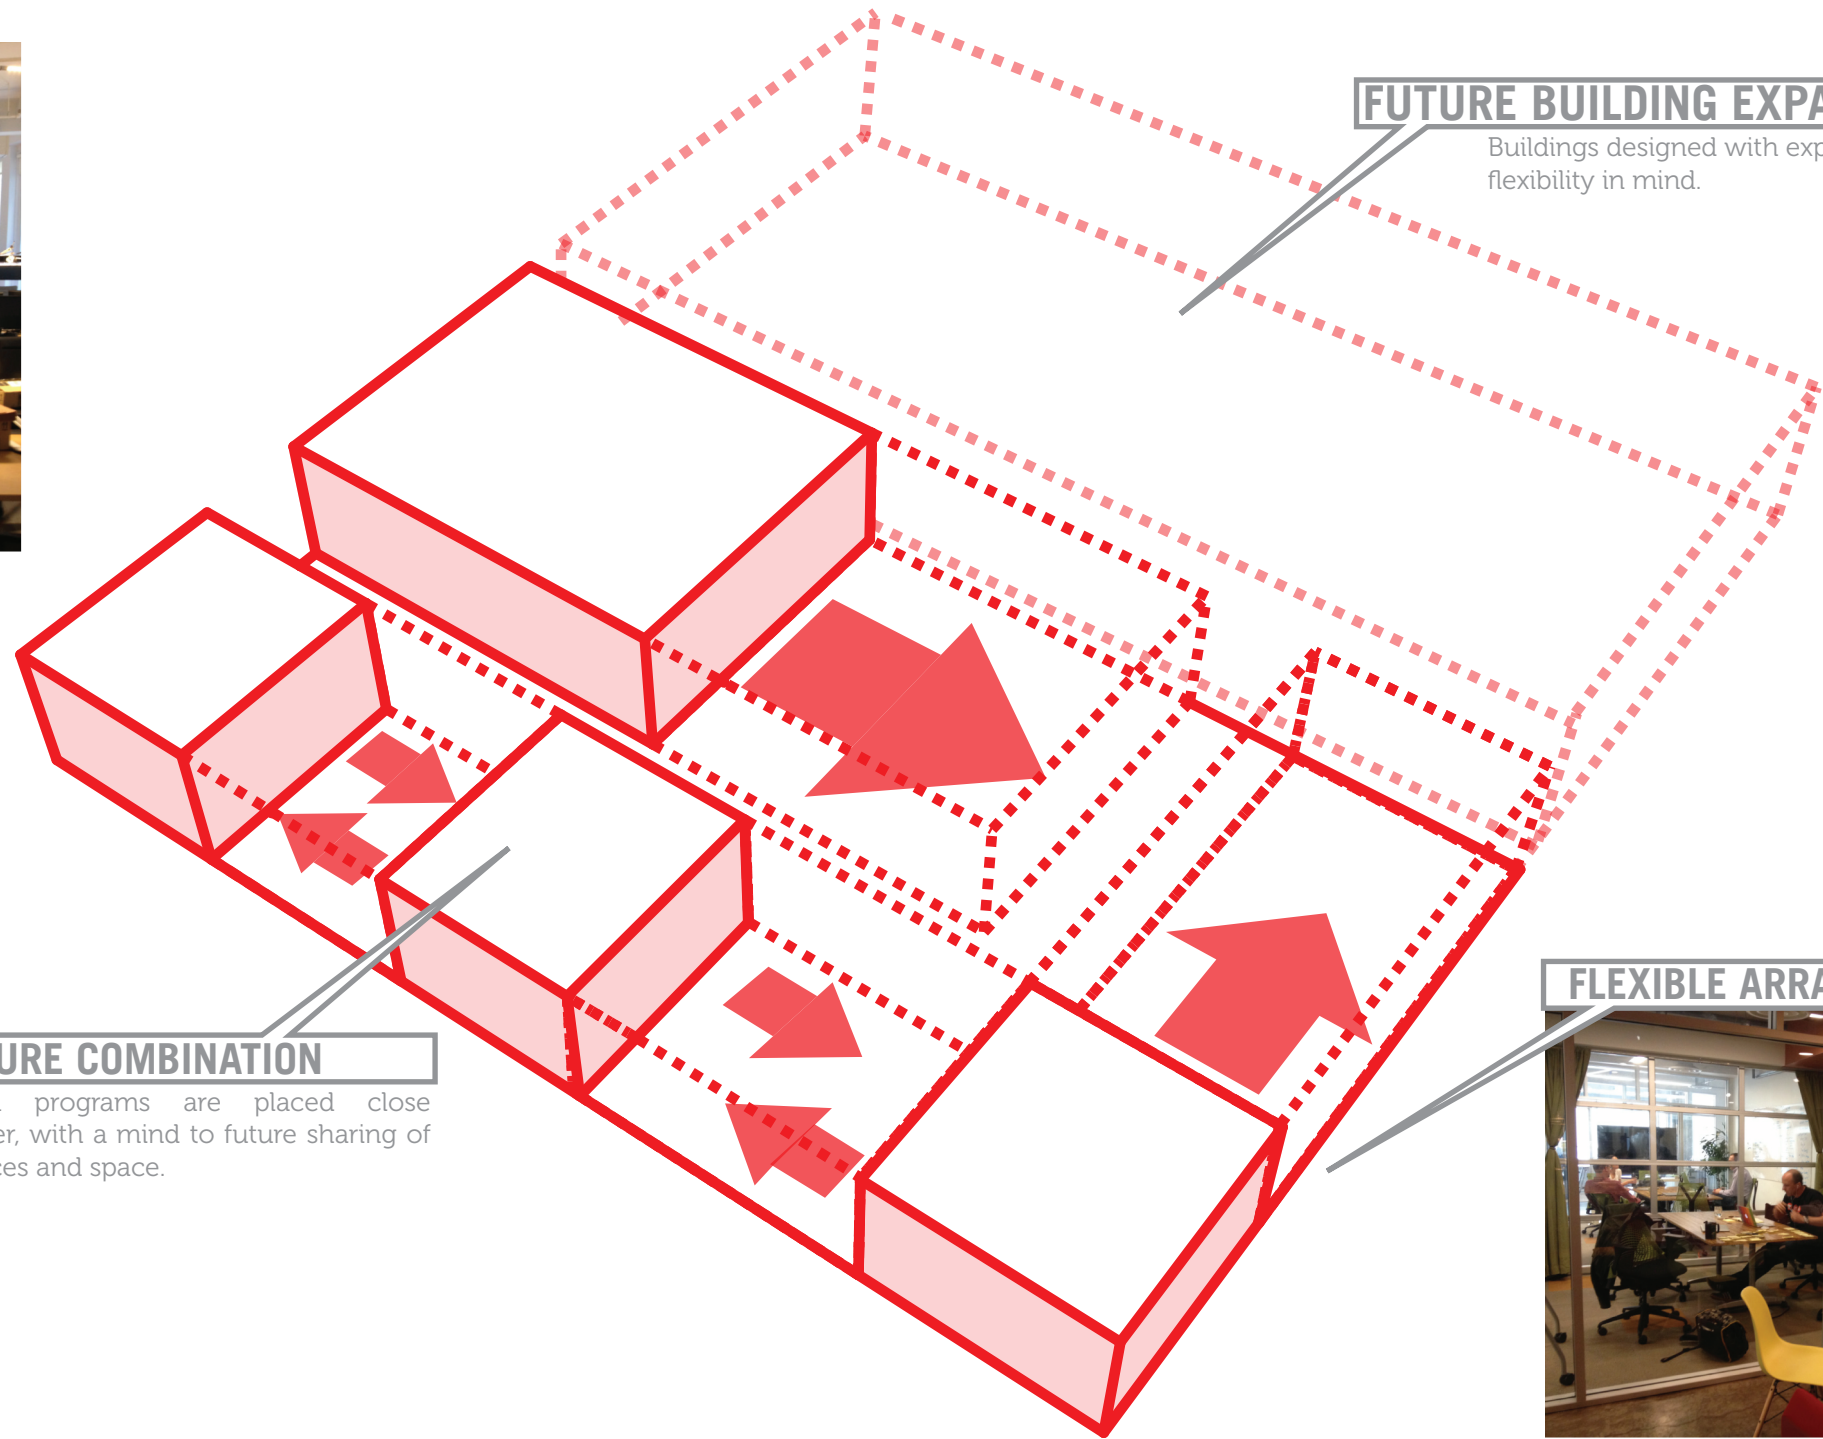 FUTURE BUILDING EXPA
Buildings designed with exp
flexibility in mind.
FLEXIBLE ARRA
URE COMBINATION
programs are placed close
er, with a mind to future sharing of
ces and space.